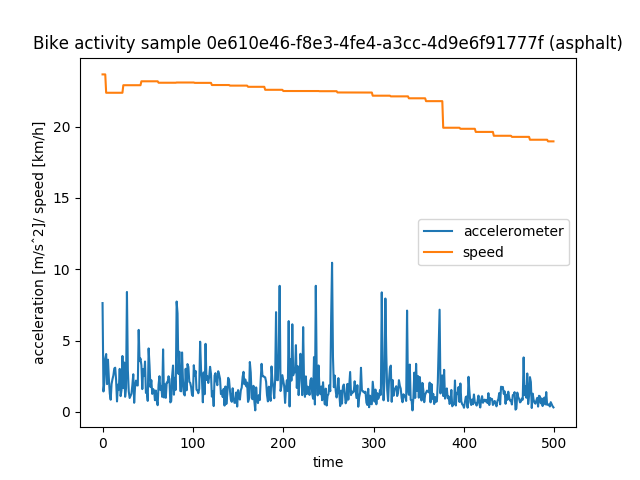 Bike activity sample 0e610e46-f8e3-4fe4-a3cc-4d9e6f91777f (asphalt)
acceleration [m/s^2]/ speed [km/h]
20
15
10
5
0
accelerometer
speed
0
100
200
300
400
500
time